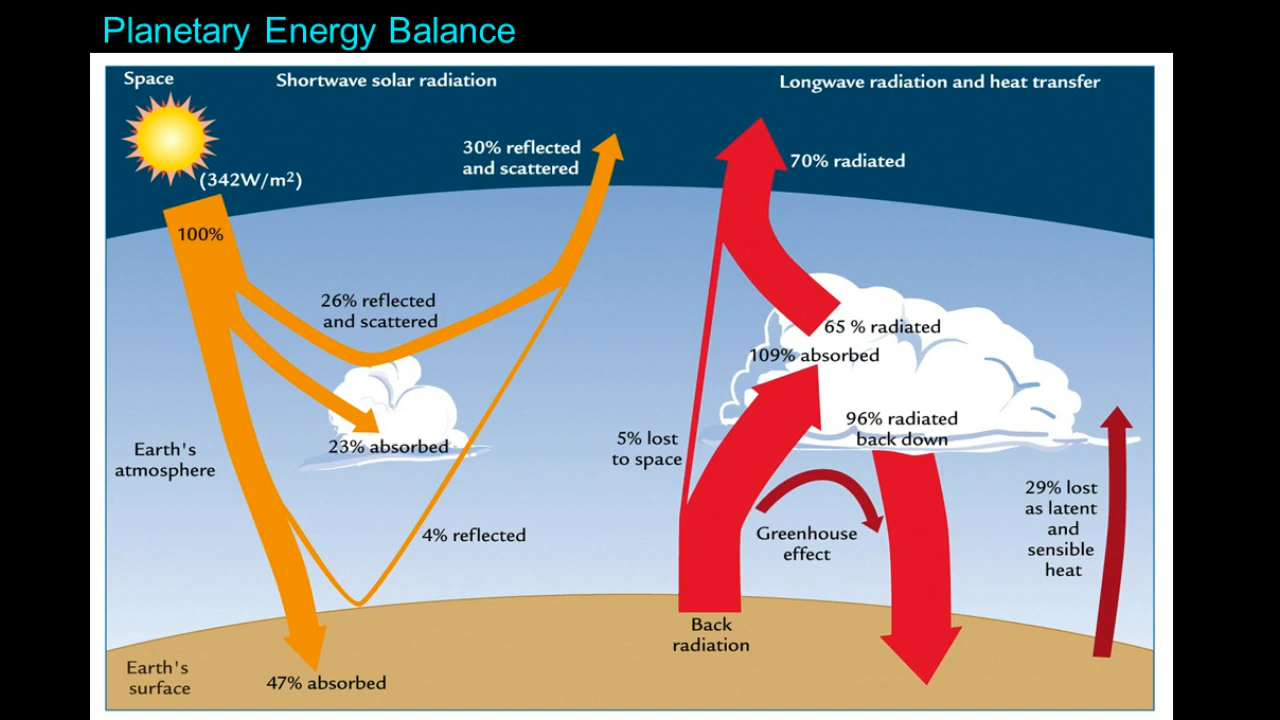 Planetary Energy Balance
Space
Shortwave solar radiation
Longwave radiation and heat transfer
(342W/m²)
100%
30% reflected
and scattered
70% radiated
26% reflected
and scattered
65 % radiated
109% absorbed
23% absorbed
96% radiated
back down
Earth's
atmosphere
5% lost
to space
4% reflected
Greenhouse
effect
29% lost
as latent
and
sensible
heat
Back
radiation
Earth's
surface
47% absorbed